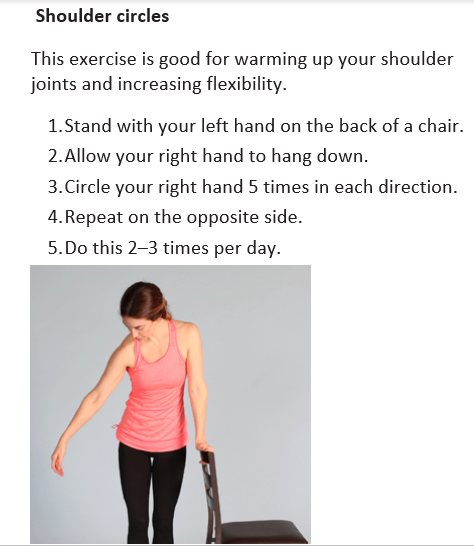 Shoulder circles
This exercise is good for warming up your shoulder
joints and increasing flexibility.
1.Stand with your left hand on the back of a chair.
2.Allow your right hand to hang down.
3.Circle your right hand 5 times in each direction.
4.Repeat on the opposite side.
5.Do this 2–3 times per day.